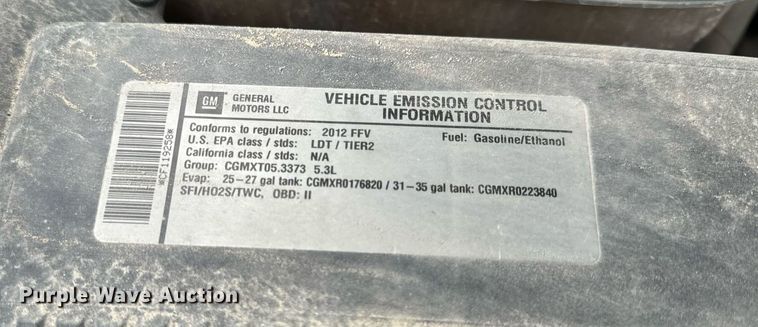 GM
GENERAL
MOTORS LLC
VEHICLE EMISSION CONTROL
INFORMATION
Conforms to regulations: 2012 FFV
Fuel: Gasoline/Ethanol
U.S. EPA class / stds: LDT / TIER2
California class / stds: N/A
Group: CGMXT05.3373 5.3L
Evap: 25-27 gal tank: CGMXR0176820 / 31-35 gal tank: CGMXR0223840
SFI/HO2S/TWC, OBD: II
*CF119258*
Purple Wave Auction